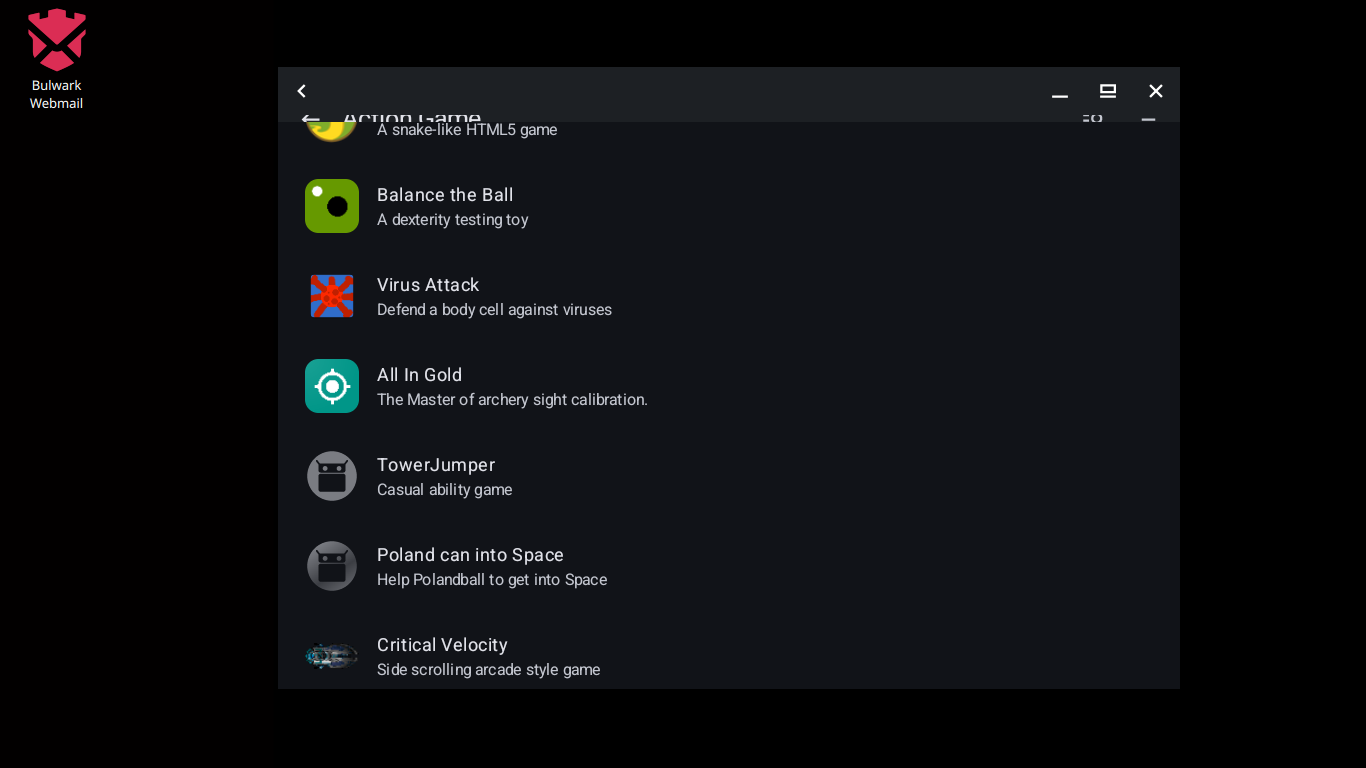 Bulwark
Webmail
Action Game
A snake-like HTML5 game
Balance the Ball
A dexterity testing toy
Virus Attack
Defend a body cell against viruses
All In Gold
The Master of archery sight calibration.
TowerJumper
Casual ability game
Poland can into Space
Help Polandball to get into Space
Critical Velocity
Side scrolling arcade style game